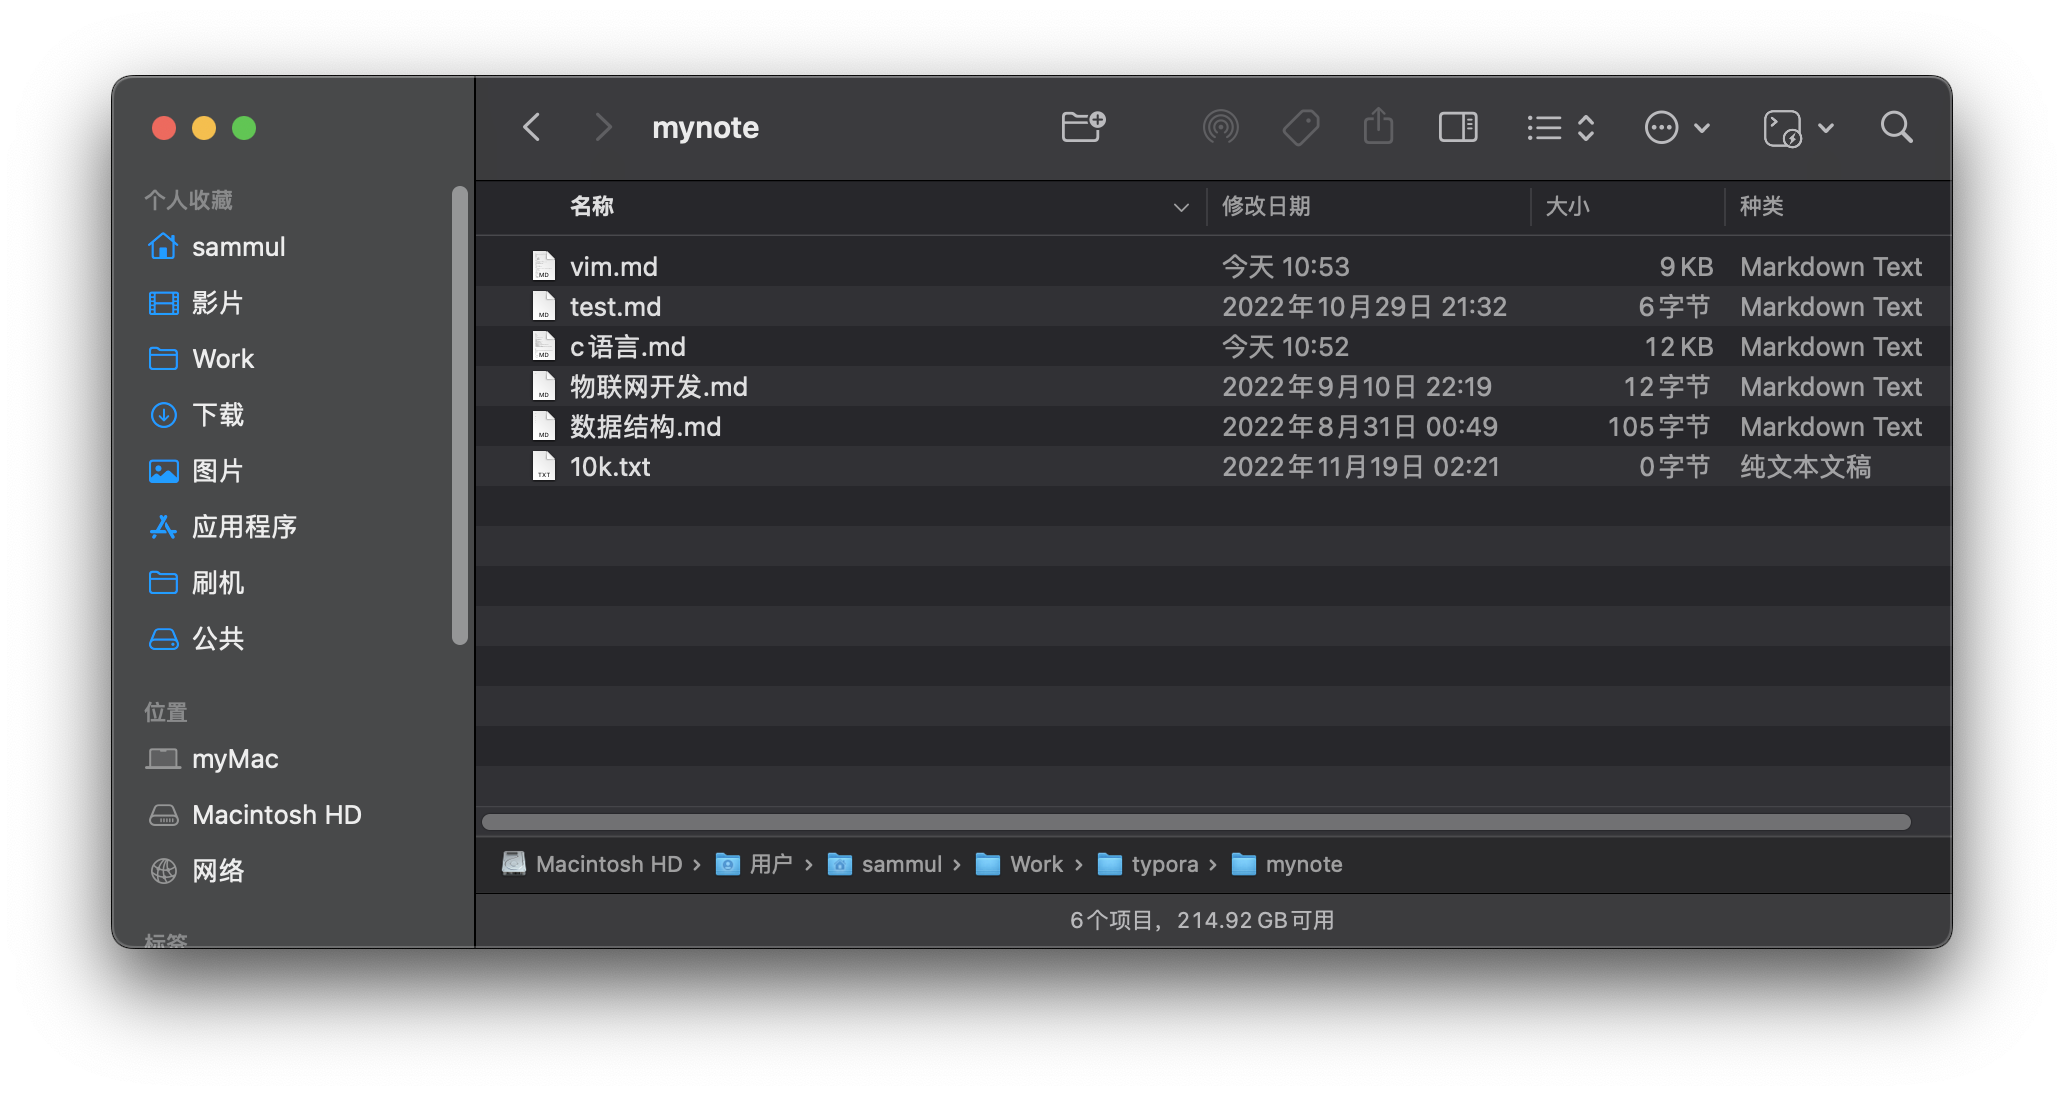 mynote
个人收藏
sammul
影片
Work
下载
图片
应用程序
刷机
公共
位置
myMac
Macintosh HD
网络
标签
名称 修改日期 大小 种类
vim.md 今天 10:53 9 KB Markdown Text
test.md 2022年10月29日 21:32 6字节 Markdown Text
c语言.md 今天 10:52 12 KB Markdown Text
物联网开发.md 2022年9月10日 22:19 12字节 Markdown Text
数据结构.md 2022年8月31日 00:49 105字节 Markdown Text
10k.txt 2022年11月19日 02:21 0字节 纯文本文稿
Macintosh HD › 用户 › sammul › Work › typora › mynote
6个项目，214.92 GB可用